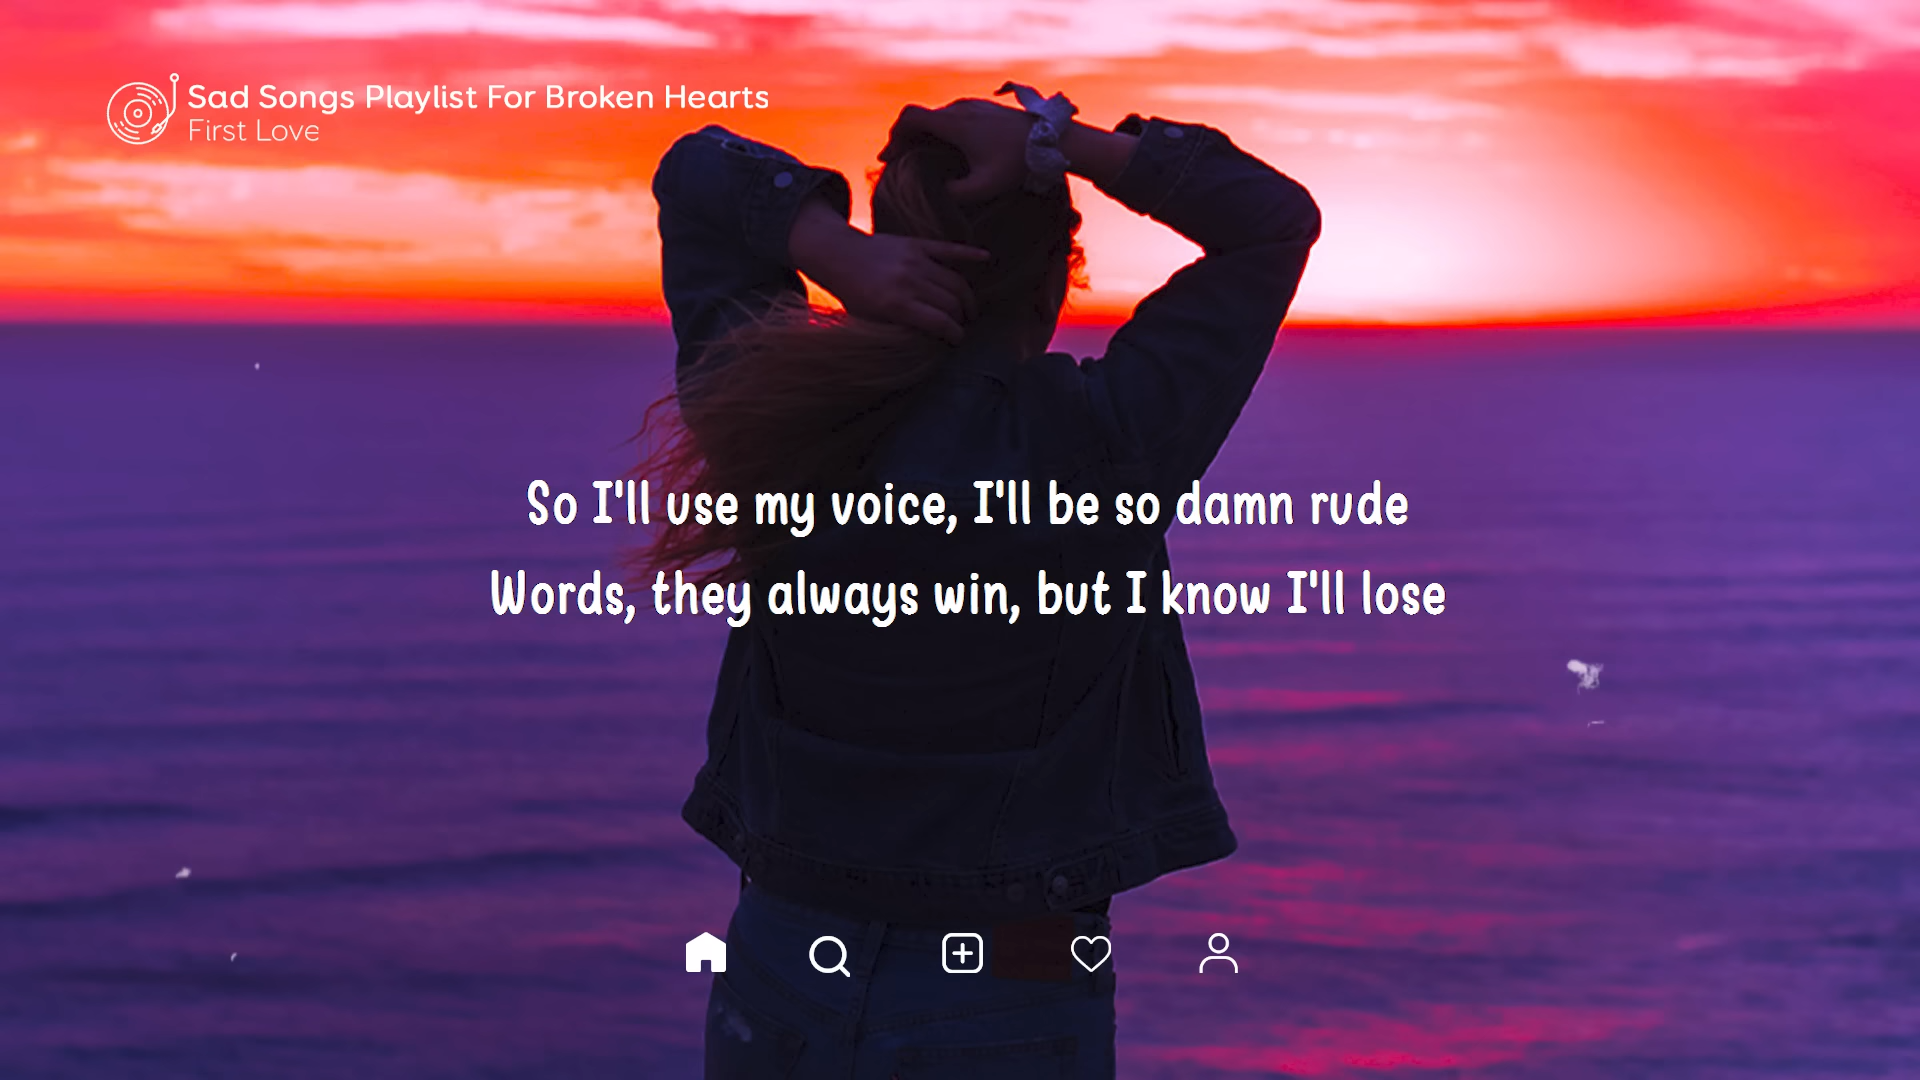 Sad Songs Playlist For Broken Hearts
First Love
So I'll use my voice, I'll be so damn rude
Words, they always win, but I know I'll lose